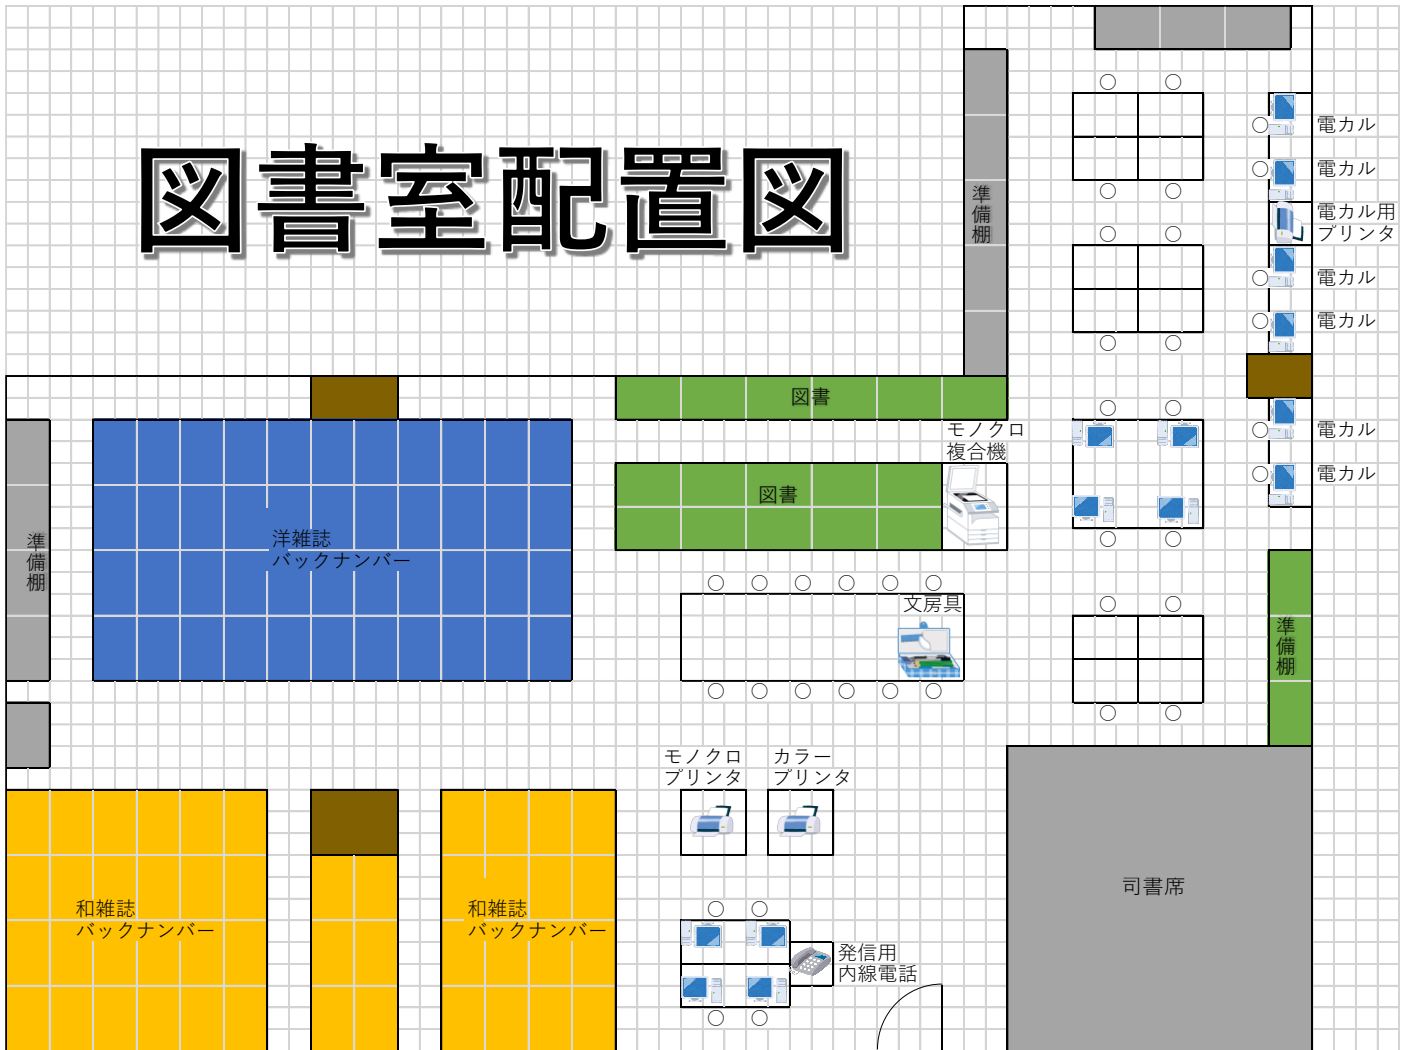 図書室配置図
電カル
電カル
電カル用
プリンタ
電カル
電カル
電カル
電カル
準備棚
図書
モノクロ
複合機
図書
洋雑誌
バックナンバー
準備棚
文房具
準備棚
モノクロ
プリンタ
カラー
プリンタ
司書席
和雑誌
バックナンバー
和雑誌
バックナンバー
発信用
内線電話